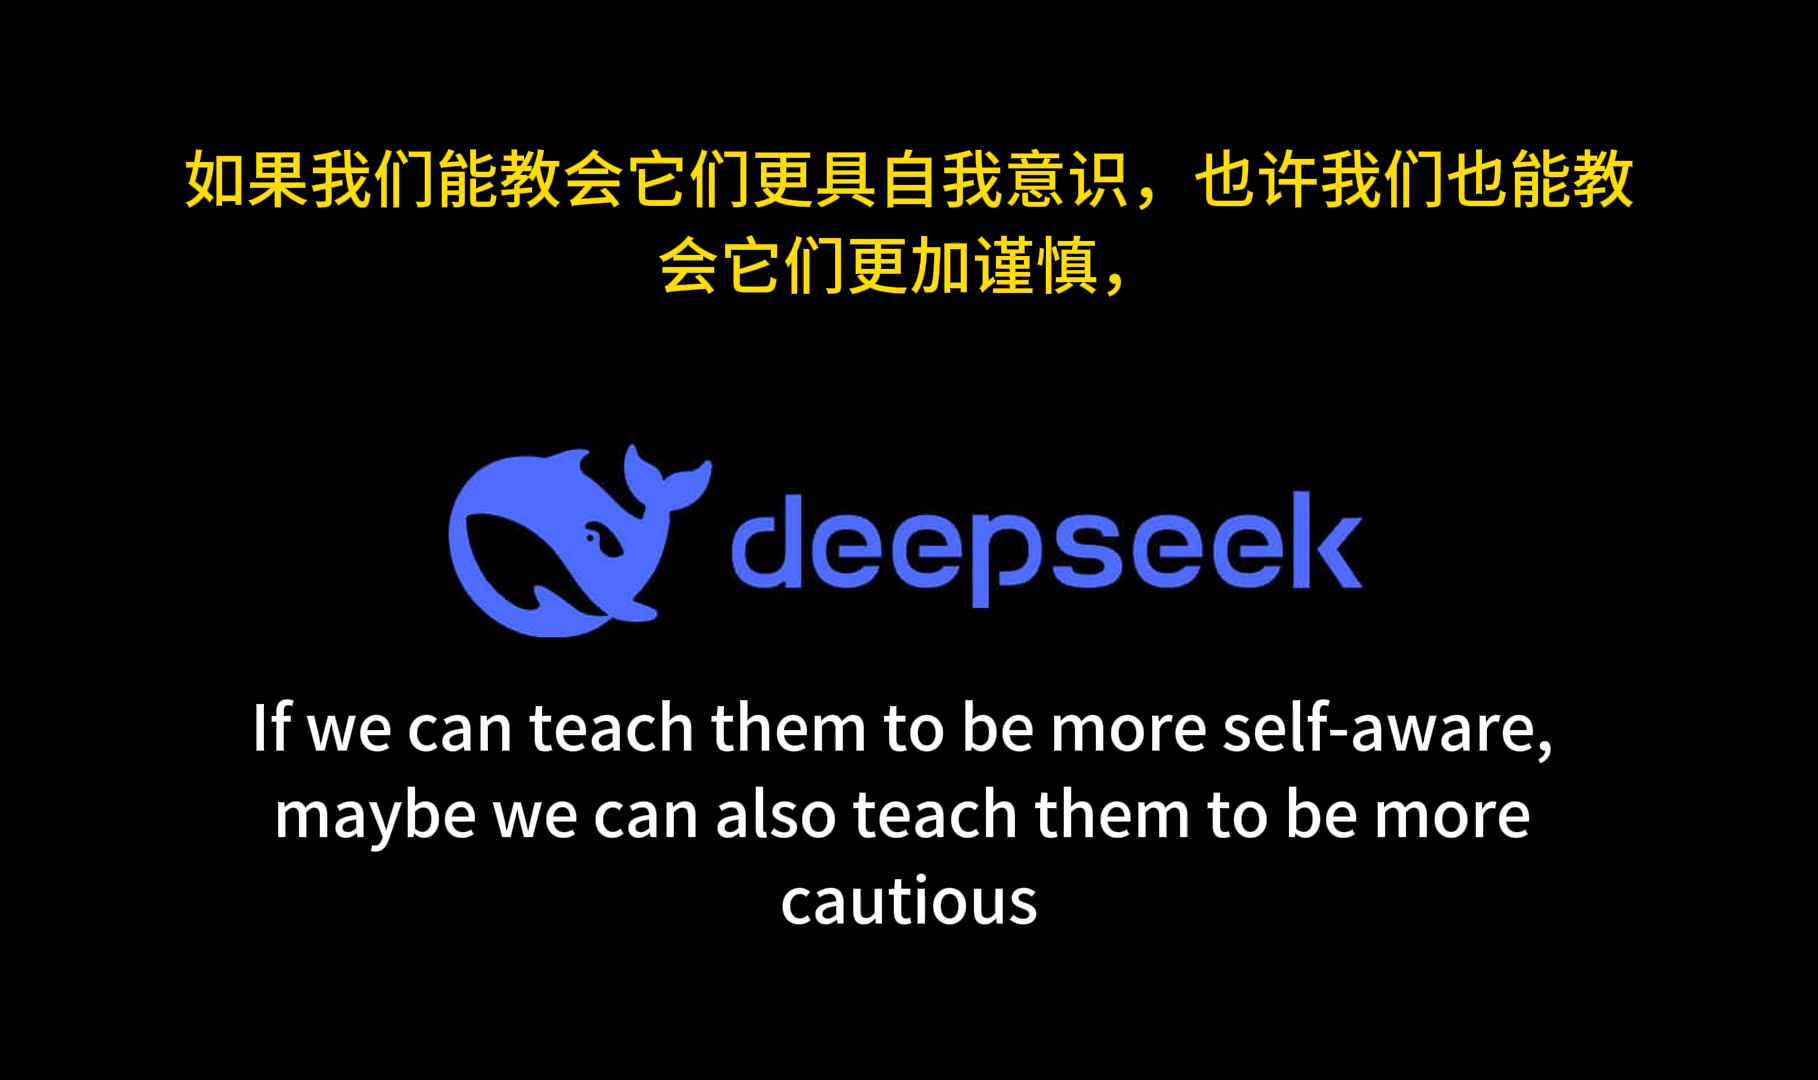 如果我们能教会它们更具自我意识，也许我们也能教
会它们更加谨慎，
deepseek
If we can teach them to be more self-aware,
maybe we can also teach them to be more
cautious